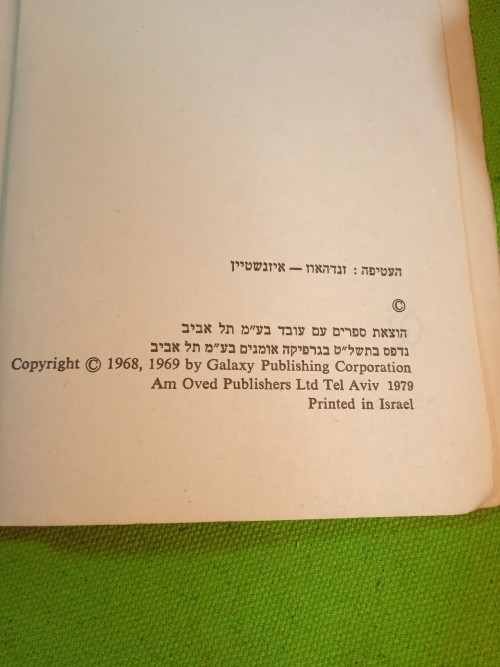 העטיפה : זנדהאוז — איזנשטיין
©
הוצאת ספרים עם עובד בע״מ תל אביב
נדפס בתשל״ט בגרפיקה אומנים בע״מ תל אביב
Copyright © 1968, 1969 by Galaxy Publishing Corporation
Am Oved Publishers Ltd Tel Aviv 1979
Printed in Israel